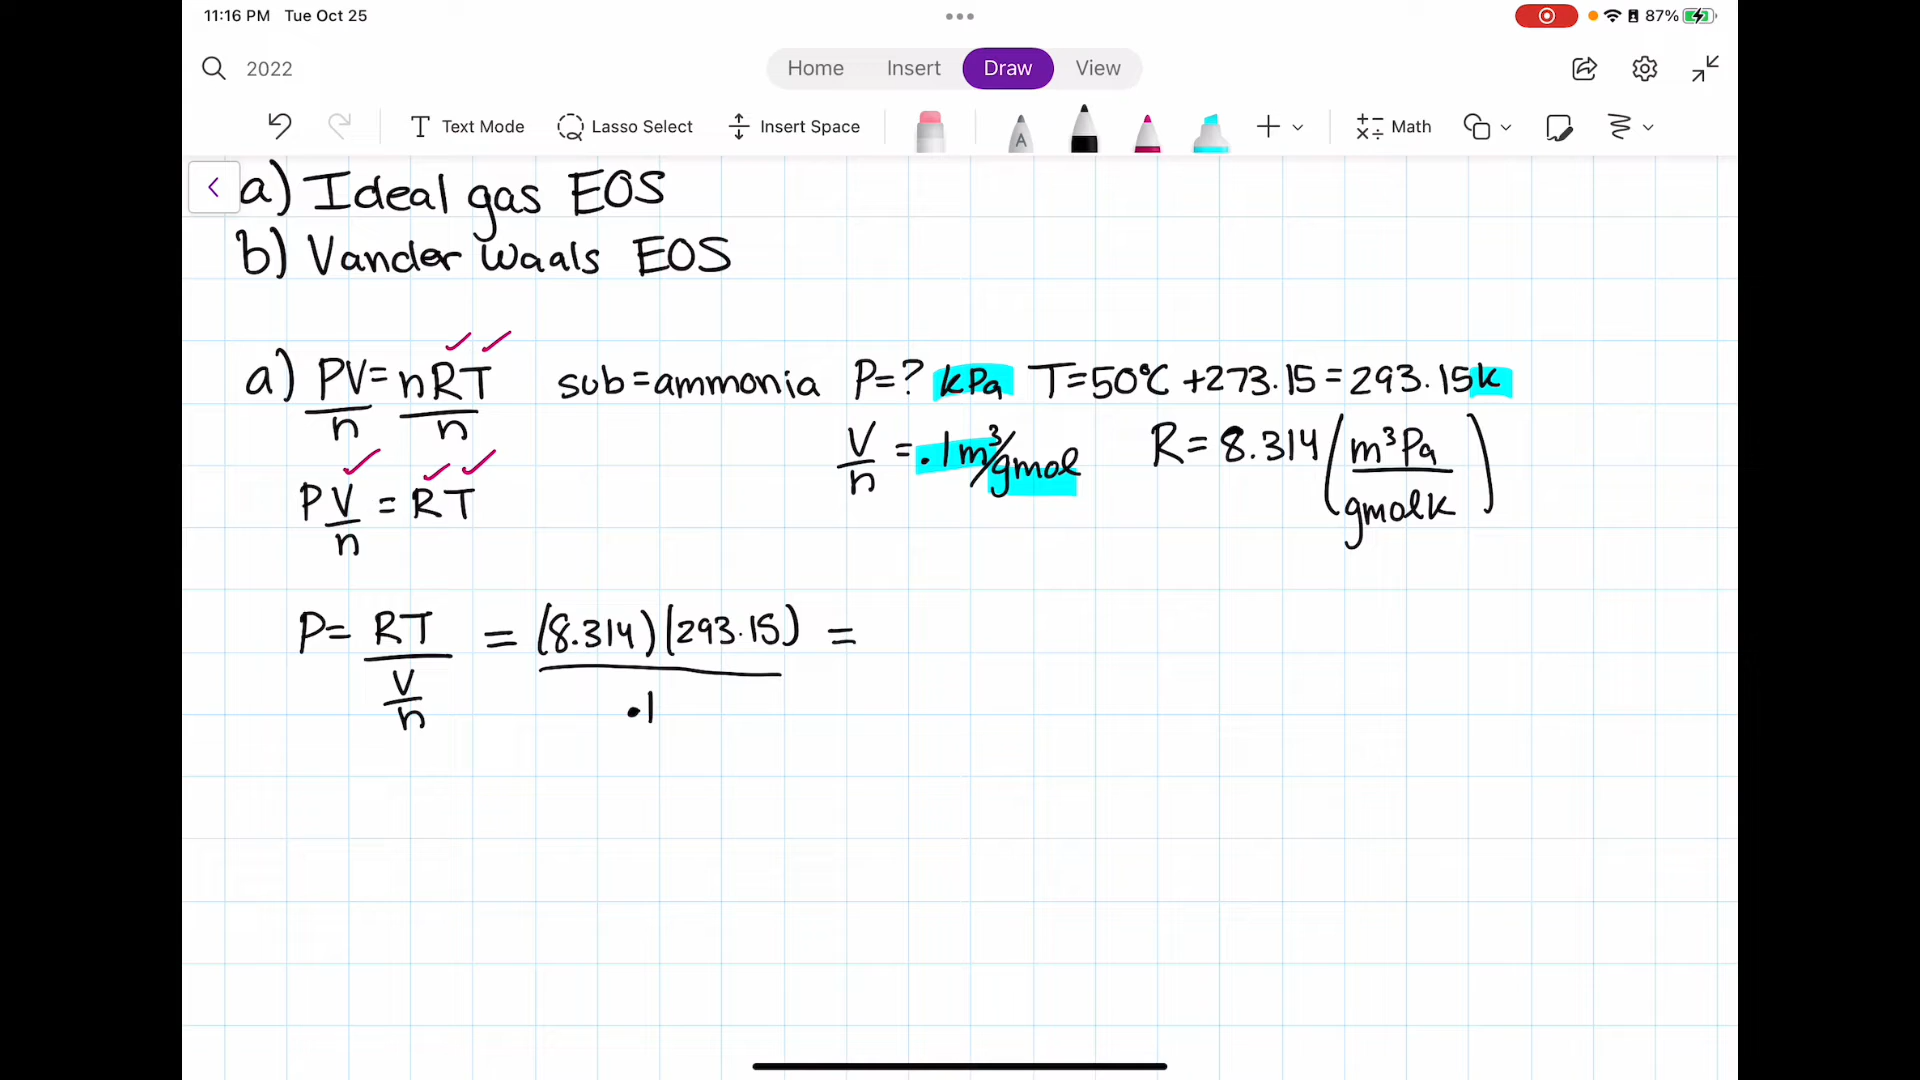 11:16 PM Tue Oct 25 87%
2022 Home Insert Draw View
T Text Mode Lasso Select Insert Space A Math
a) Ideal gas EOS
b) Vander Waals EOS
a) PV = nRT sub=ammonia P=? kPa T=50°C +273.15=293.15k
n n V/n = .1 m³/gmol R= 8.314 (m³Pa/gmolk)
P V/n = RT
P= RT/(V/n) = (8.314)(293.15)/.1 =